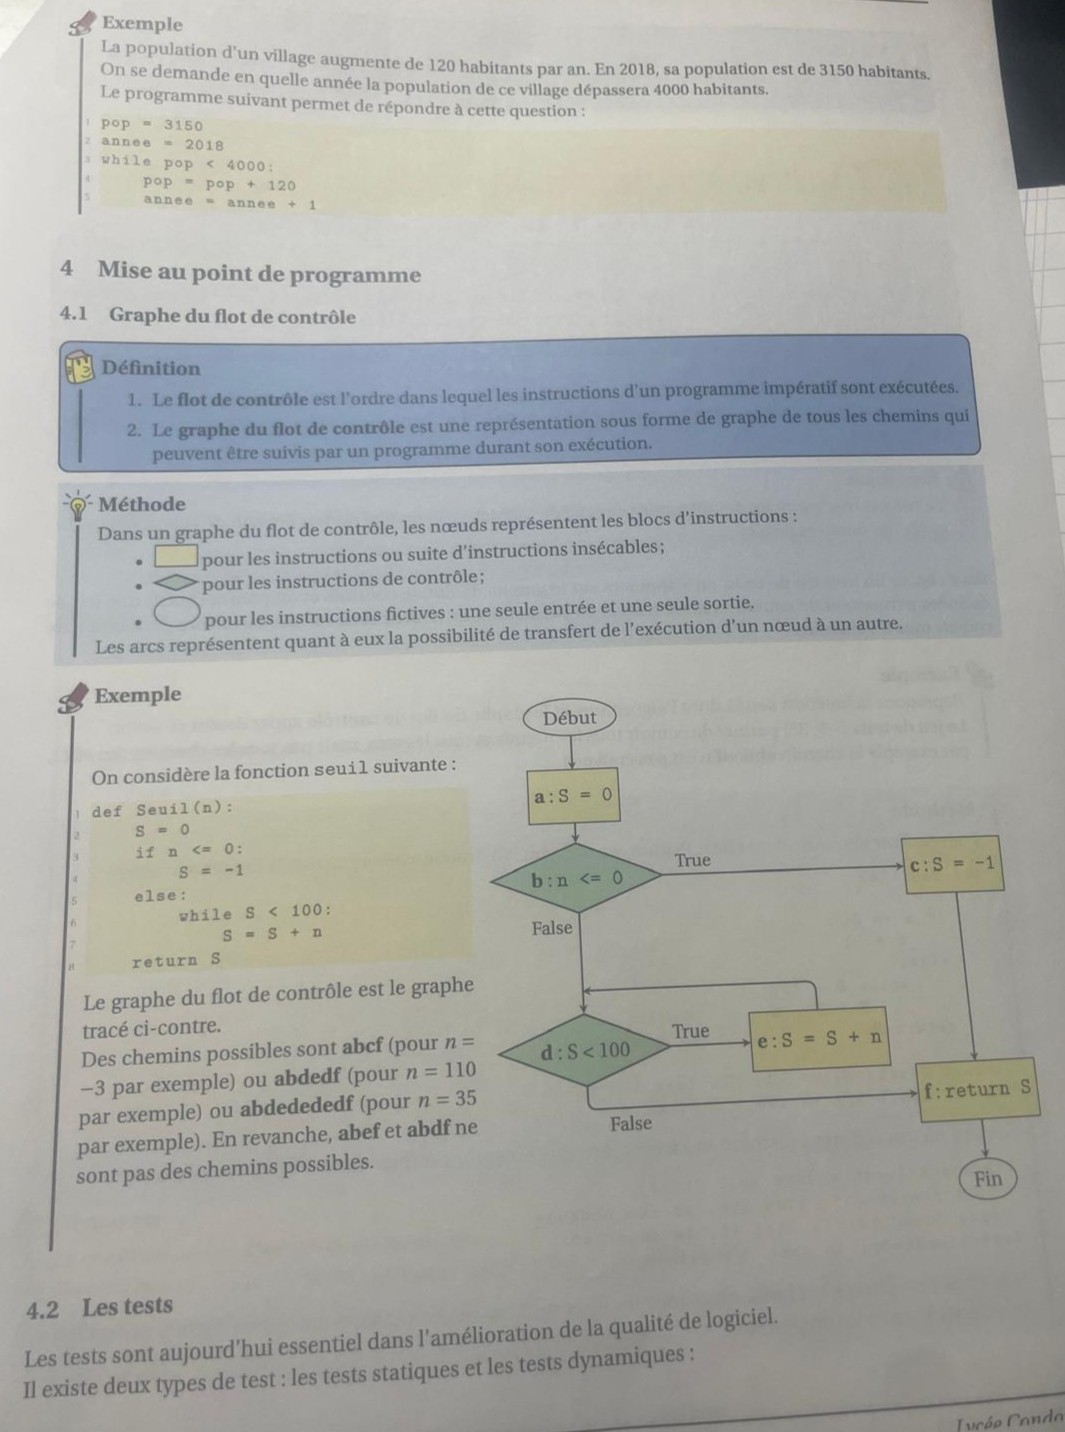 Exemple
La population d'un village augmente de 120 habitants par an. En 2018, sa population est de 3150 habitants.
On se demande en quelle année la population de ce village dépassera 4000 habitants.
Le programme suivant permet de répondre à cette question :
1 pop = 3150
2 annee = 2018
3 while pop < 4000:
4 pop = pop + 120
5 annee = annee + 1
4 Mise au point de programme
4.1 Graphe du flot de contrôle
Définition
1. Le flot de contrôle est l'ordre dans lequel les instructions d'un programme impératif sont exécutées.
2. Le graphe du flot de contrôle est une représentation sous forme de graphe de tous les chemins qui
peuvent être suivis par un programme durant son exécution.
Méthode
Dans un graphe du flot de contrôle, les nœuds représentent les blocs d'instructions :
• pour les instructions ou suite d'instructions insécables;
• pour les instructions de contrôle;
• pour les instructions fictives : une seule entrée et une seule sortie.
Les arcs représentent quant à eux la possibilité de transfert de l'exécution d'un nœud à un autre.
Exemple
On considère la fonction seuil suivante :
1 def Seuil(n):
2 S = 0
3 if n <= 0:
4 S = -1
5 else:
6 while S < 100:
7 S = S + n
8 return S
Le graphe du flot de contrôle est le graphe
tracé ci-contre.
Des chemins possibles sont abcf (pour n =
−3 par exemple) ou abdedf (pour n = 110
par exemple) ou abdedededf (pour n = 35
par exemple). En revanche, abef et abdf ne
sont pas des chemins possibles.
Début
a:S = 0
b:n <= 0
True
c:S = -1
False
d:S<100
True
e:S = S + n
False
f:return S
Fin
4.2 Les tests
Les tests sont aujourd'hui essentiel dans l'amélioration de la qualité de logiciel.
Il existe deux types de test : les tests statiques et les tests dynamiques :
Lycée